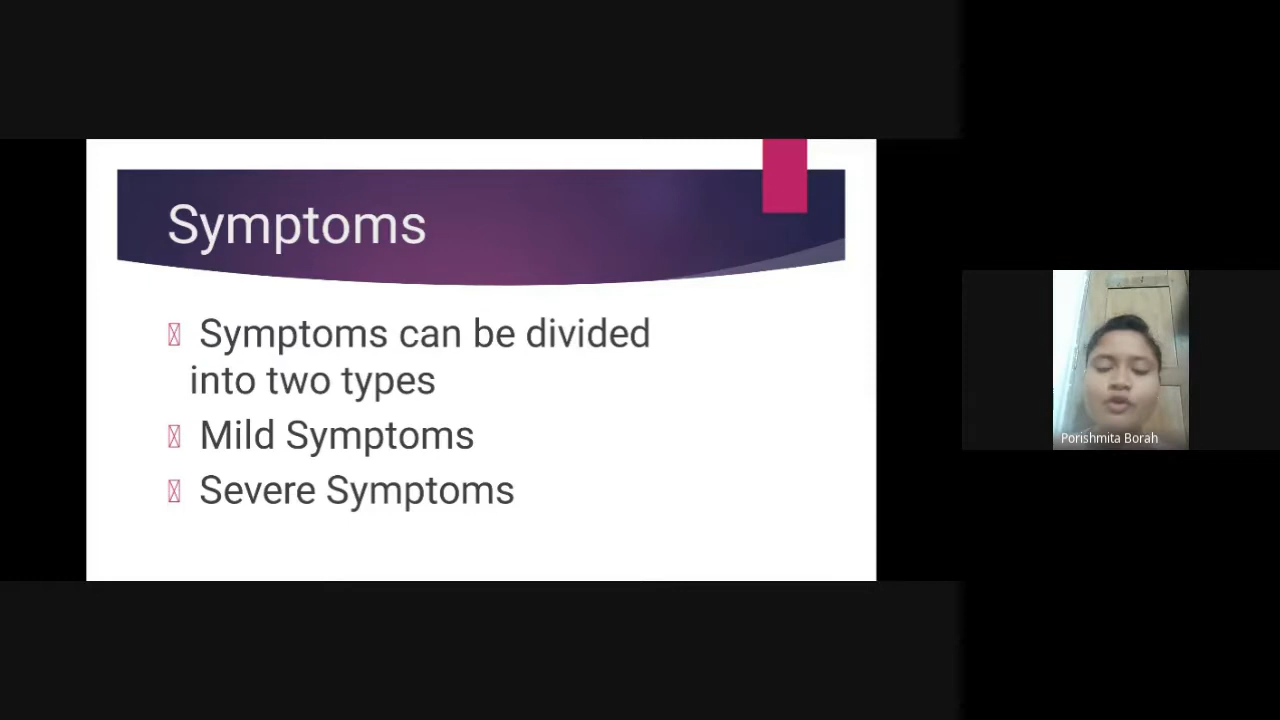 Symptoms
Symptoms can be divided
into two types
Mild Symptoms
Severe Symptoms
Porishmita Borah